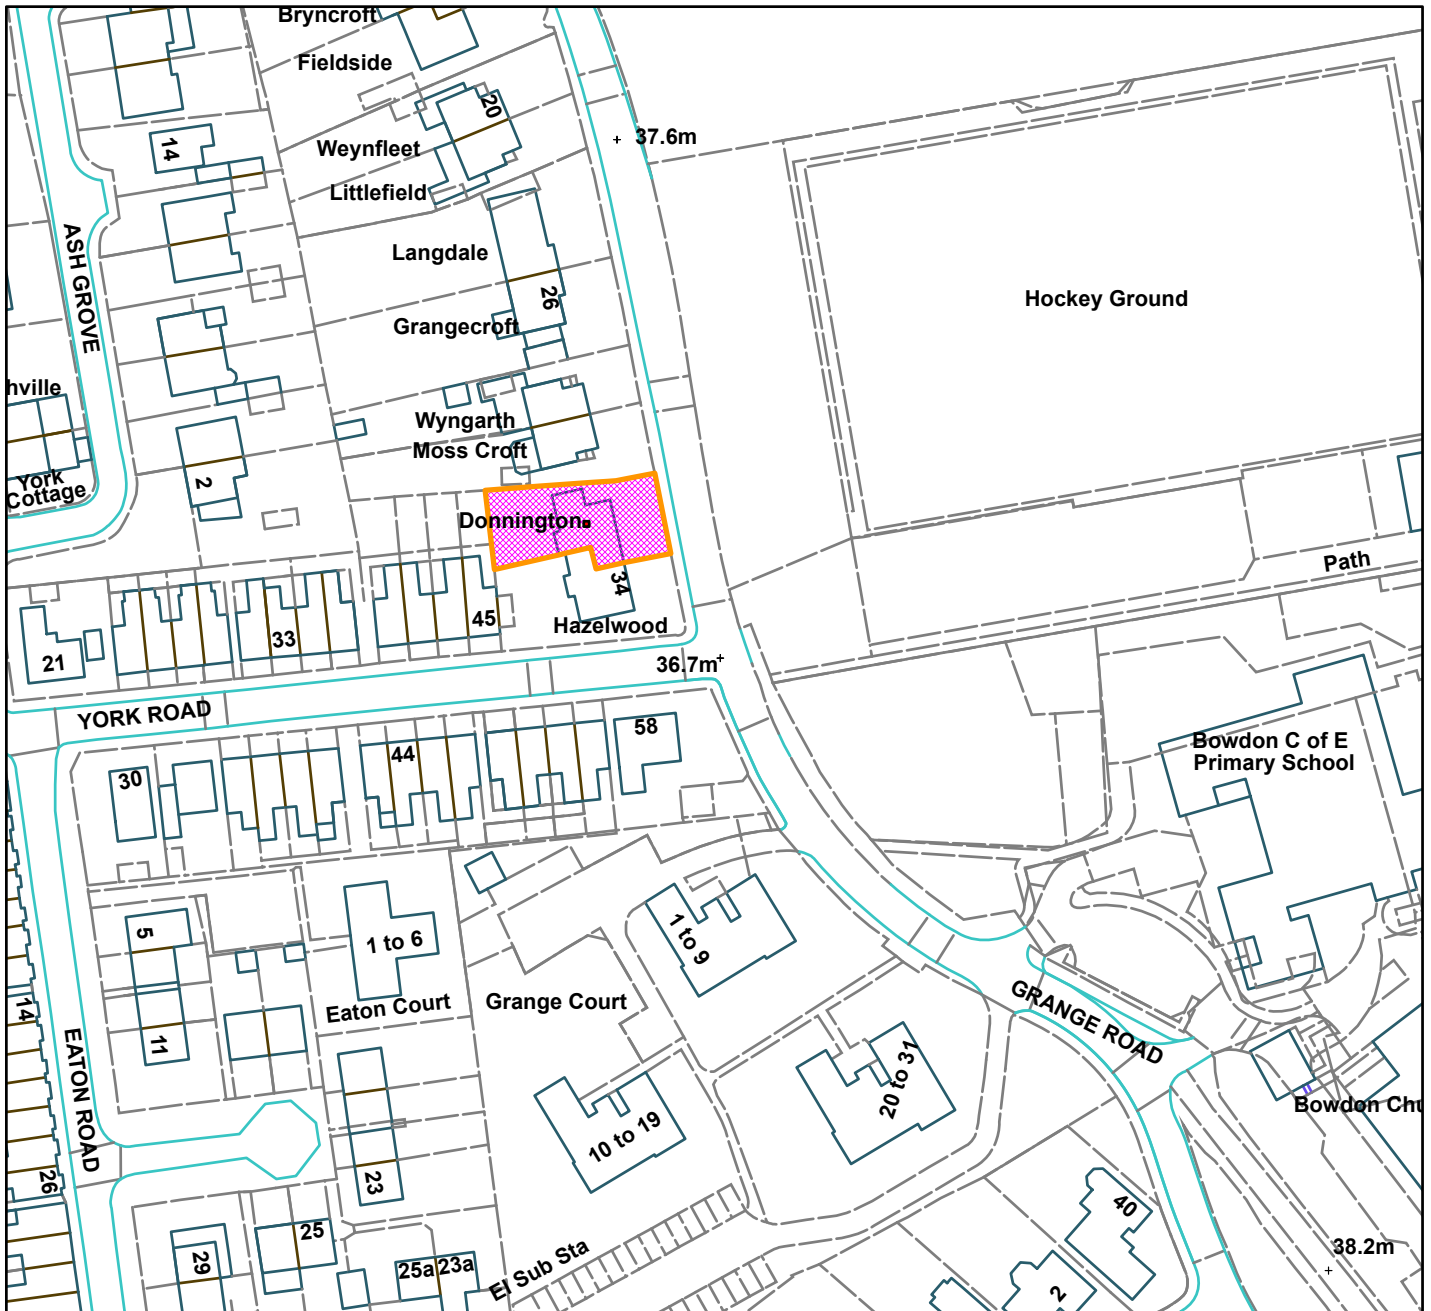 Bryncroft
Fieldside
20
37.6m
14
Weynfleet
Littlefield
ASH GROVE
Langdale
26
Hockey Ground
Grangecroft
hville
Wyngarth
Moss Croft
York
Cottage
2
Donnington
Path
34
45
33
Hazelwood
21
36.7m
YORK ROAD
58
44
30
Bowdon C of E
Primary School
5
1 to 6
1 to 9
Eaton Court
Grange Court
14
11
GRANGE ROAD
EATON ROAD
20 to 31
10 to 19
Bowdon Chu
26
23
40
25
29
El Sub Sta
38.2m
25a
23a
2